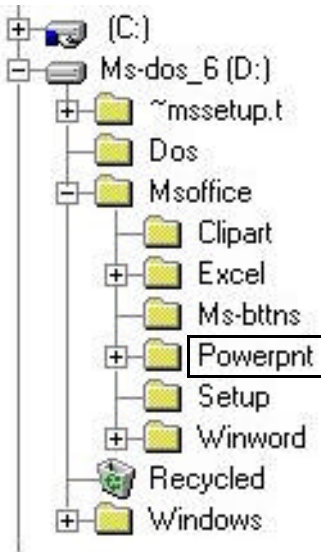 (C:)
Ms-dos_6 (D:)
~mssetup.t
Dos
Msoffice
Clipart
Excel
Ms-bttns
Powerpnt
Setup
Winword
Recycled
Windows